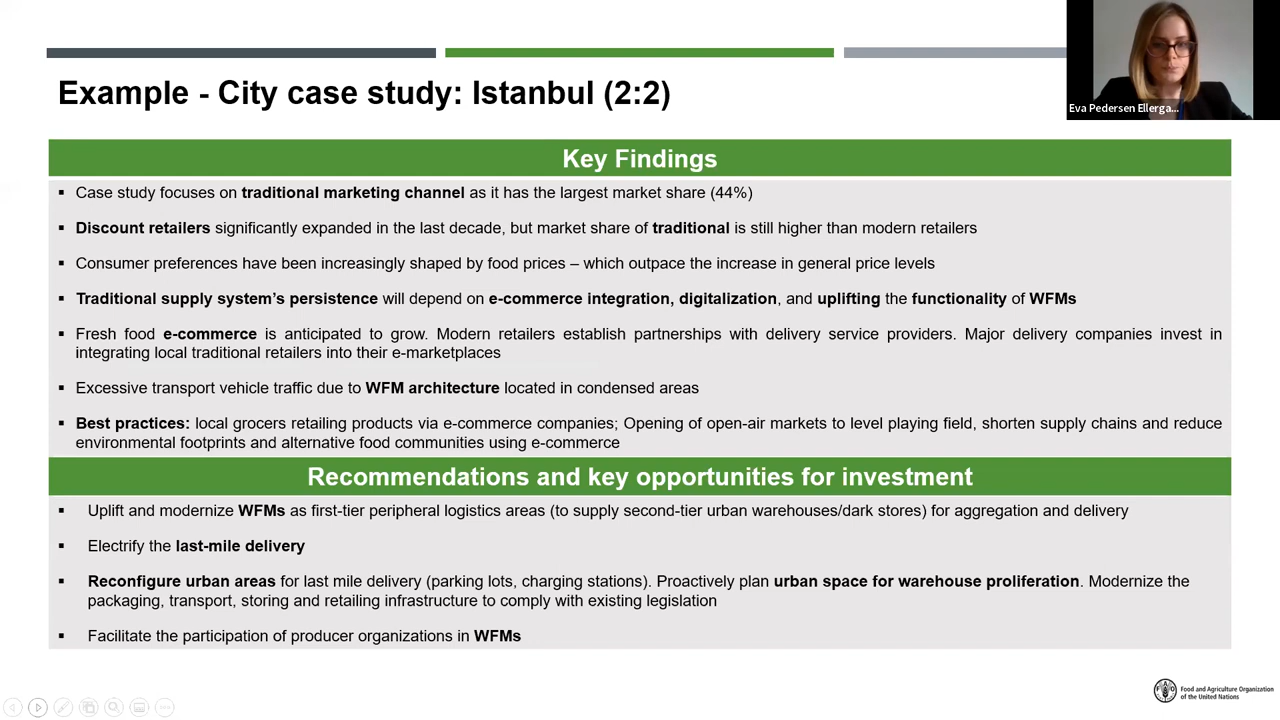 Example - City case study: Istanbul (2:2)
Eva Pedersen Ellerga...
Key Findings
▪ Case study focuses on traditional marketing channel as it has the largest market share (44%)
▪ Discount retailers significantly expanded in the last decade, but market share of traditional is still higher than modern retailers
▪ Consumer preferences have been increasingly shaped by food prices – which outpace the increase in general price levels
▪ Traditional supply system's persistence will depend on e-commerce integration, digitalization, and uplifting the functionality of WFMs
▪ Fresh food e-commerce is anticipated to grow. Modern retailers establish partnerships with delivery service providers. Major delivery companies invest in
integrating local traditional retailers into their e-marketplaces
▪ Excessive transport vehicle traffic due to WFM architecture located in condensed areas
▪ Best practices: local grocers retailing products via e-commerce companies; Opening of open-air markets to level playing field, shorten supply chains and reduce
environmental footprints and alternative food communities using e-commerce
Recommendations and key opportunities for investment
▪ Uplift and modernize WFMs as first-tier peripheral logistics areas (to supply second-tier urban warehouses/dark stores) for aggregation and delivery
▪ Electrify the last-mile delivery
▪ Reconfigure urban areas for last mile delivery (parking lots, charging stations). Proactively plan urban space for warehouse proliferation. Modernize the
packaging, transport, storing and retailing infrastructure to comply with existing legislation
▪ Facilitate the participation of producer organizations in WFMs
Food and Agriculture Organization
of the United Nations